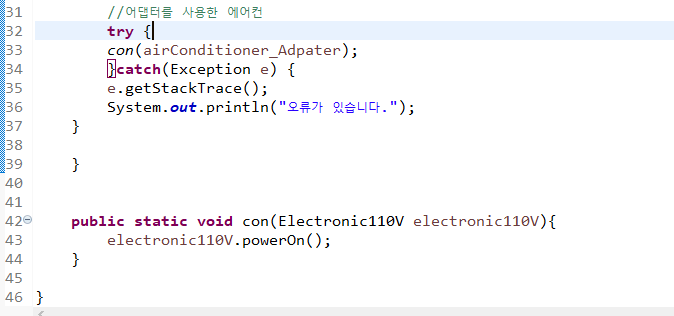 31 //어댑터를 사용한 에어컨
32 try {
33 con(airConditioner_Adpater);
34 }catch(Exception e) {
35 e.getStackTrace();
36 System.out.println("오류가 있습니다.");
37 }
38
39 }
40
41
42 public static void con(Electronic110V electronic110V){
43 electronic110V.powerOn();
44 }
45
46 }